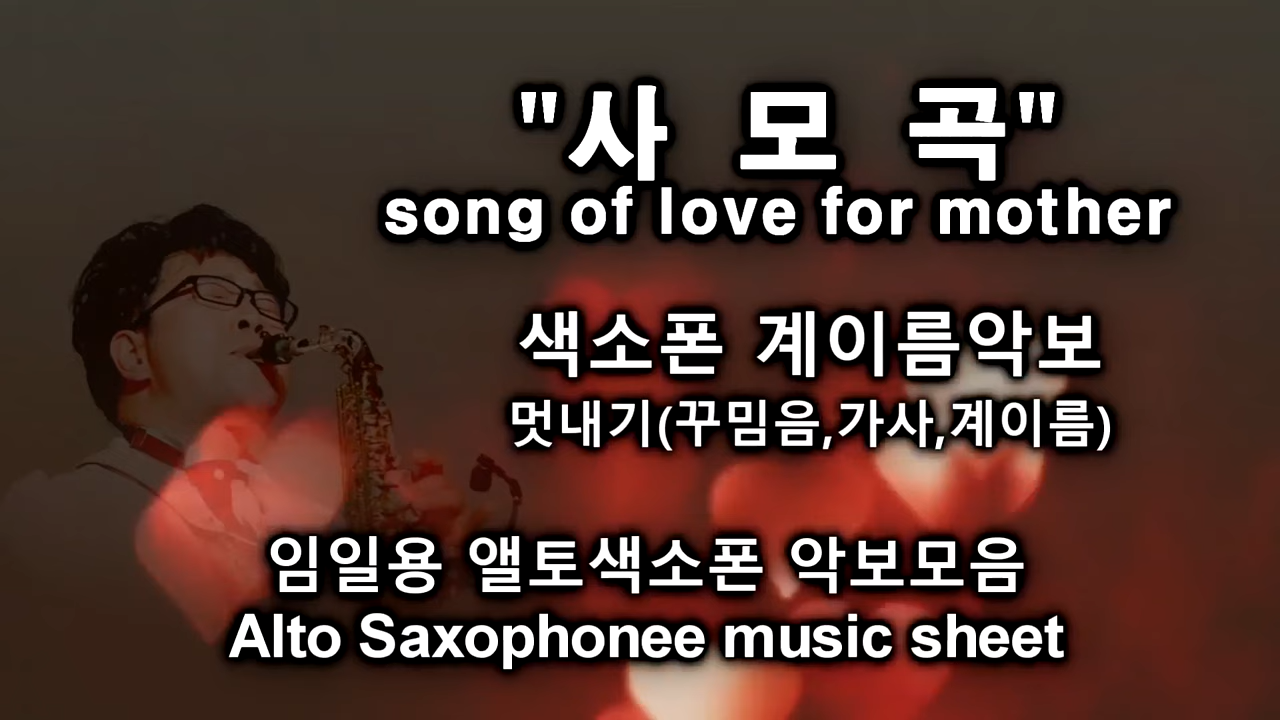 "사 모 곡"
song of love for mother
색소폰 계이름악보
멋내기(꾸밈음,가사,계이름)
임일용 앨토색소폰 악보모음
Alto Saxophonee music sheet